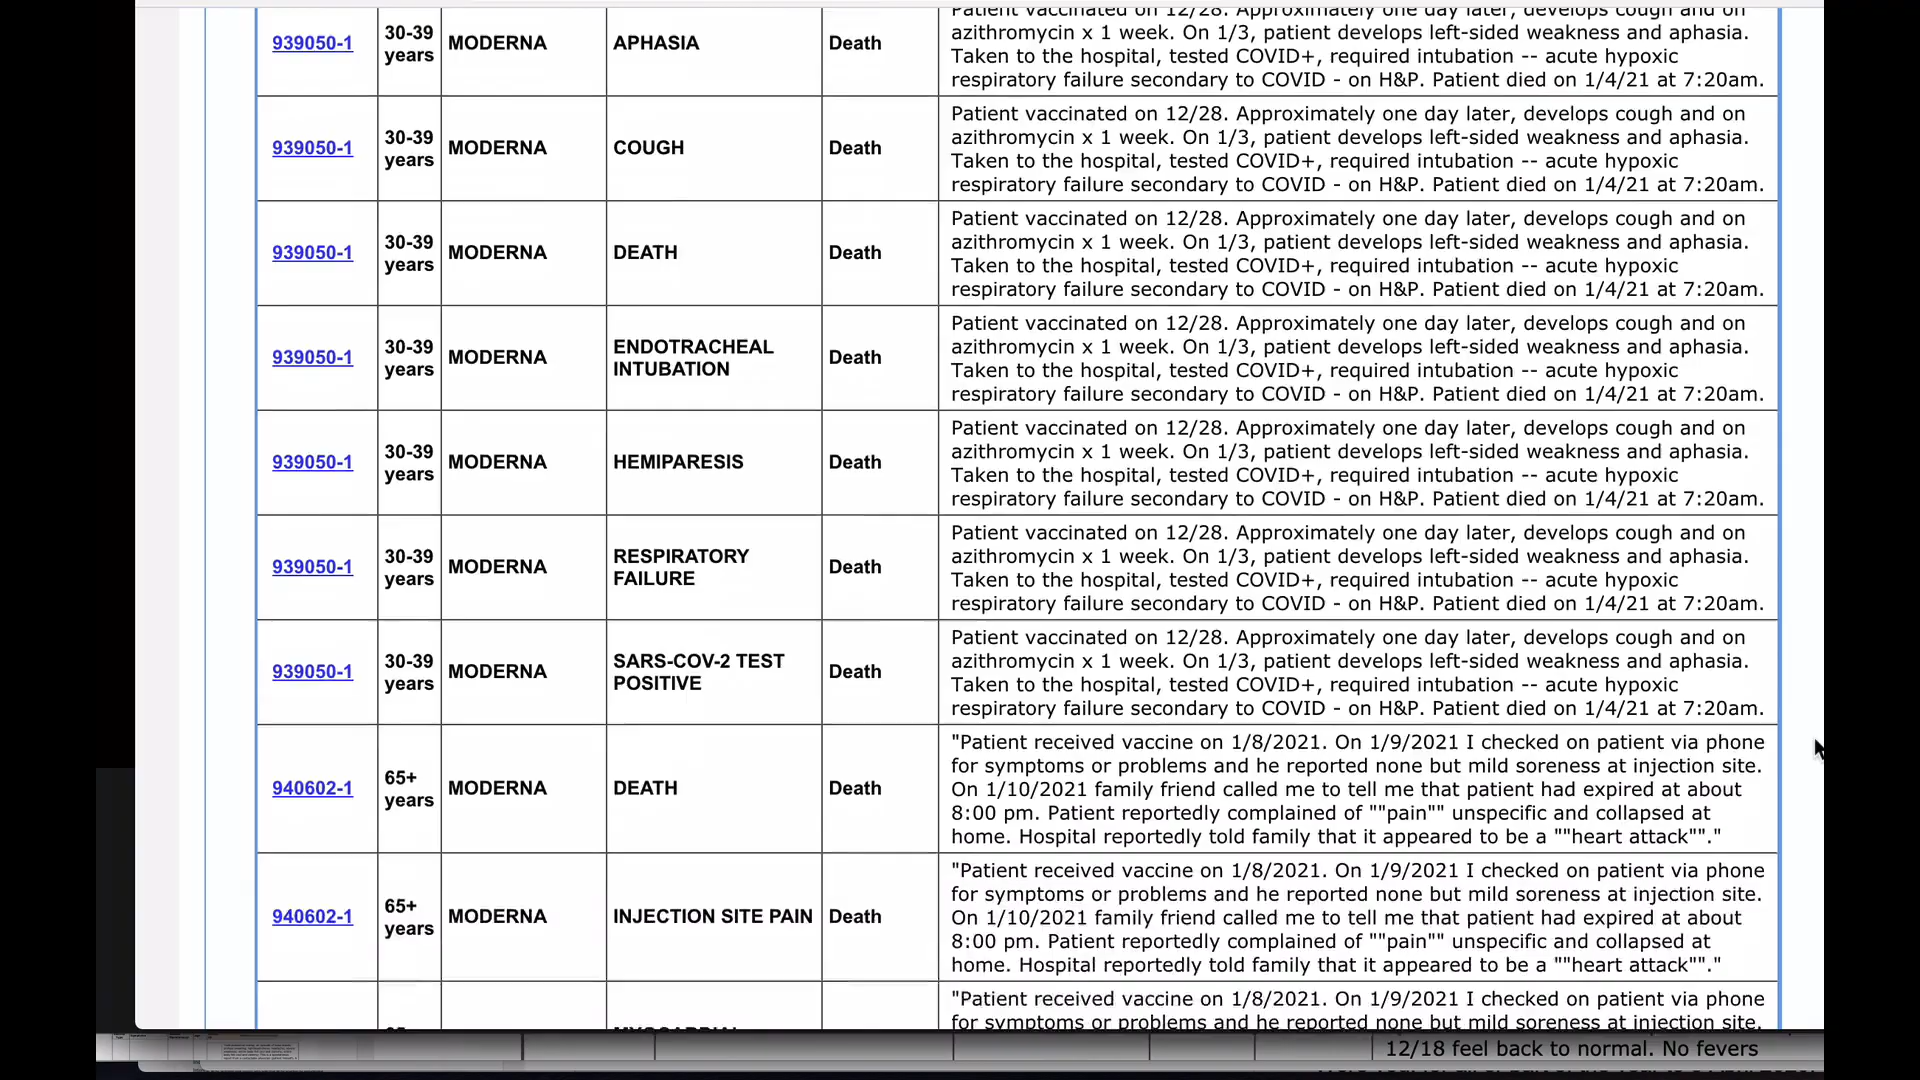 939050-1
30-39
years
MODERNA
APHASIA
Death
Patient vaccinated on 12/28. Approximately one day later, develops cough and on
azithromycin x 1 week. On 1/3, patient develops left-sided weakness and aphasia.
Taken to the hospital, tested COVID+, required intubation -- acute hypoxic
respiratory failure secondary to COVID - on H&P. Patient died on 1/4/21 at 7:20am.
939050-1
30-39
years
MODERNA
COUGH
Death
Patient vaccinated on 12/28. Approximately one day later, develops cough and on
azithromycin x 1 week. On 1/3, patient develops left-sided weakness and aphasia.
Taken to the hospital, tested COVID+, required intubation -- acute hypoxic
respiratory failure secondary to COVID - on H&P. Patient died on 1/4/21 at 7:20am.
939050-1
30-39
years
MODERNA
DEATH
Death
Patient vaccinated on 12/28. Approximately one day later, develops cough and on
azithromycin x 1 week. On 1/3, patient develops left-sided weakness and aphasia.
Taken to the hospital, tested COVID+, required intubation -- acute hypoxic
respiratory failure secondary to COVID - on H&P. Patient died on 1/4/21 at 7:20am.
939050-1
30-39
years
MODERNA
ENDOTRACHEAL
INTUBATION
Death
Patient vaccinated on 12/28. Approximately one day later, develops cough and on
azithromycin x 1 week. On 1/3, patient develops left-sided weakness and aphasia.
Taken to the hospital, tested COVID+, required intubation -- acute hypoxic
respiratory failure secondary to COVID - on H&P. Patient died on 1/4/21 at 7:20am.
939050-1
30-39
years
MODERNA
HEMIPARESIS
Death
Patient vaccinated on 12/28. Approximately one day later, develops cough and on
azithromycin x 1 week. On 1/3, patient develops left-sided weakness and aphasia.
Taken to the hospital, tested COVID+, required intubation -- acute hypoxic
respiratory failure secondary to COVID - on H&P. Patient died on 1/4/21 at 7:20am.
939050-1
30-39
years
MODERNA
RESPIRATORY
FAILURE
Death
Patient vaccinated on 12/28. Approximately one day later, develops cough and on
azithromycin x 1 week. On 1/3, patient develops left-sided weakness and aphasia.
Taken to the hospital, tested COVID+, required intubation -- acute hypoxic
respiratory failure secondary to COVID - on H&P. Patient died on 1/4/21 at 7:20am.
939050-1
30-39
years
MODERNA
SARS-COV-2 TEST
POSITIVE
Death
Patient vaccinated on 12/28. Approximately one day later, develops cough and on
azithromycin x 1 week. On 1/3, patient develops left-sided weakness and aphasia.
Taken to the hospital, tested COVID+, required intubation -- acute hypoxic
respiratory failure secondary to COVID - on H&P. Patient died on 1/4/21 at 7:20am.
940602-1
65+
years
MODERNA
DEATH
Death
"Patient received vaccine on 1/8/2021. On 1/9/2021 I checked on patient via phone
for symptoms or problems and he reported none but mild soreness at injection site.
On 1/10/2021 family friend called me to tell me that patient had expired at about
8:00 pm. Patient reportedly complained of ""pain"" unspecific and collapsed at
home. Hospital reportedly told family that it appeared to be a ""heart attack""."
940602-1
65+
years
MODERNA
INJECTION SITE PAIN
Death
"Patient received vaccine on 1/8/2021. On 1/9/2021 I checked on patient via phone
for symptoms or problems and he reported none but mild soreness at injection site.
On 1/10/2021 family friend called me to tell me that patient had expired at about
8:00 pm. Patient reportedly complained of ""pain"" unspecific and collapsed at
home. Hospital reportedly told family that it appeared to be a ""heart attack""."
"Patient received vaccine on 1/8/2021. On 1/9/2021 I checked on patient via phone
for symptoms or problems and he reported none but mild soreness at injection site.
12/18 feel back to normal. No fevers